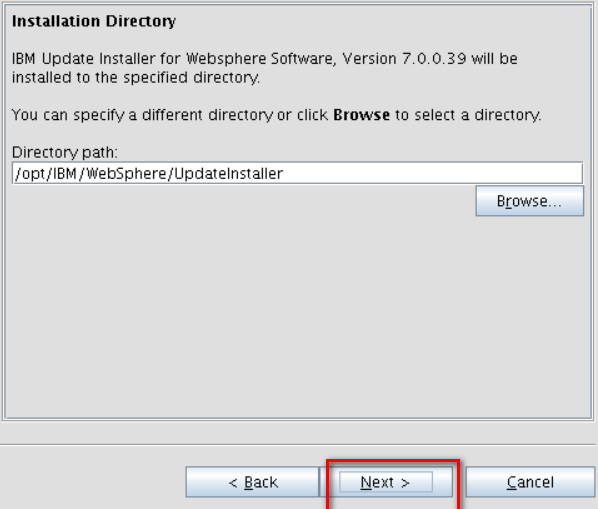 Installation Directory
IBM Update Installer for Websphere Software, Version 7.0.0.39 will be
installed to the specified directory.
You can specify a different directory or click Browse to select a directory.
Directory path:
/opt/IBM/WebSphere/UpdateInstaller
Browse...
< Back
Next >
Cancel